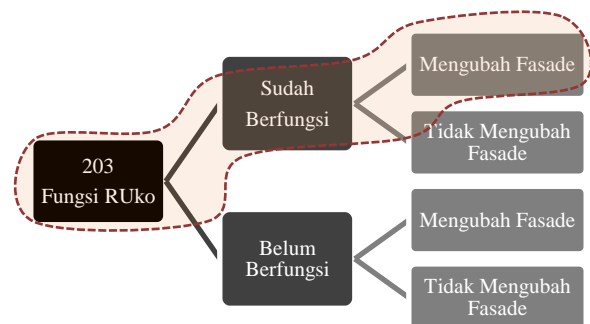 203
Fungsi RUko
Sudah
Berfungsi
Mengubah Fasade
Tidak Mengubah
Fasade
Belum
Berfungsi
Mengubah Fasade
Tidak Mengubah
Fasade